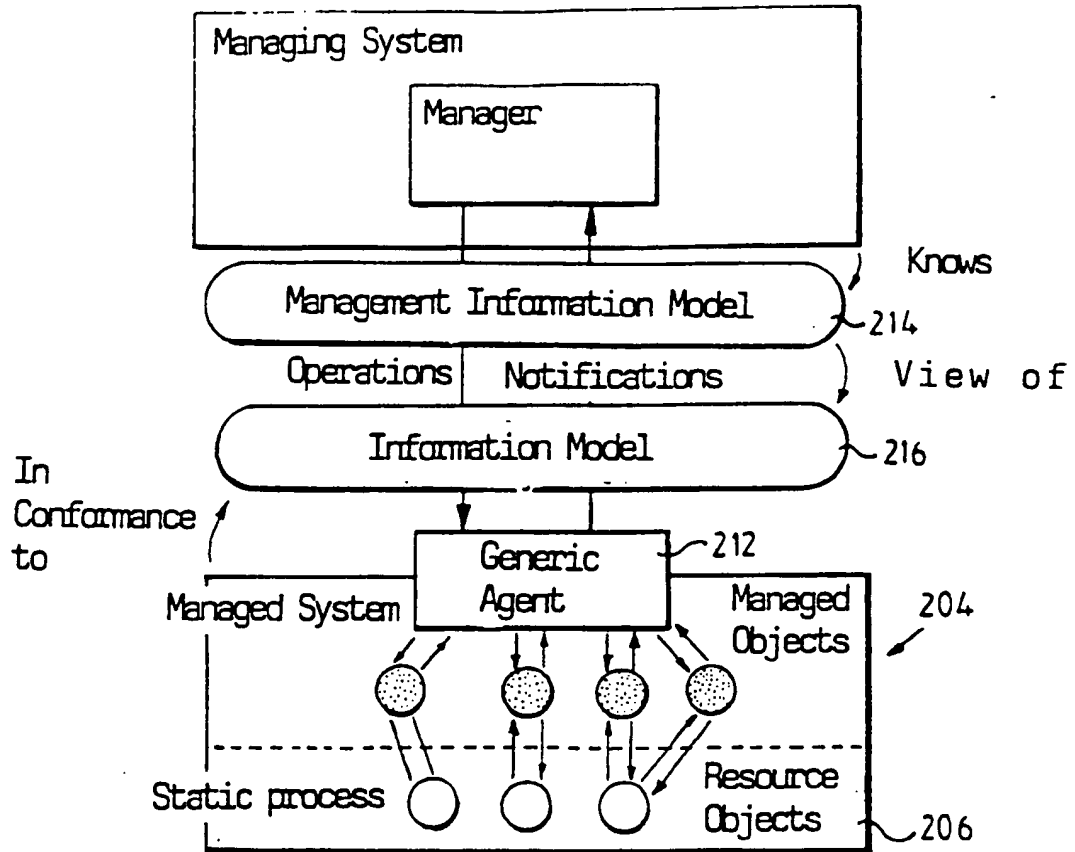 Managing System
Manager
Knows
Management Information Model
214
Operations
Notifications
View of
Information Model
216
In
Conformance
to
Generic
Agent
212
Managed System
Managed
Objects
204
Static process
Resource
Objects
206